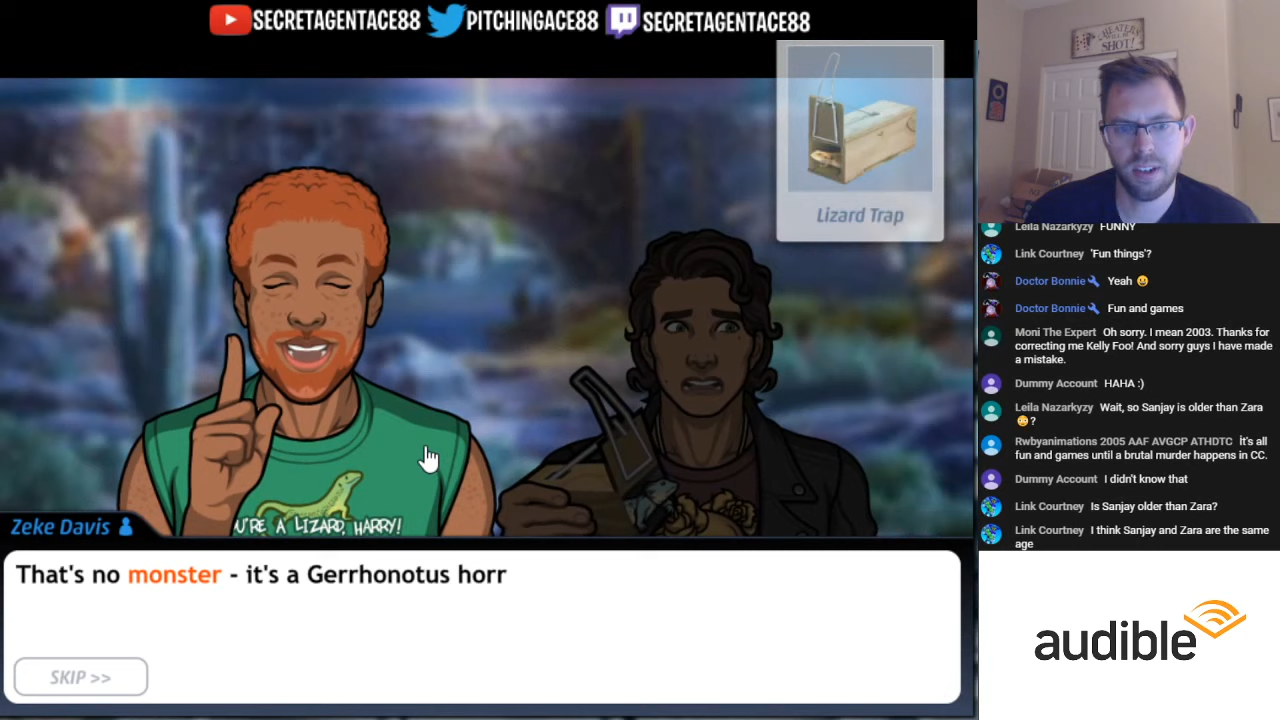 SECRETAGENTACE88 PITCHINGACE88 SECRETAGENTACE88
CHEATERS
WILL BE
SHOT!
Lizard Trap
U'RE A LIZARD, HARRY!
Zeke Davis
That's no monster - it's a Gerrhonotus horr
SKIP >>
Leila Nazarkyzy FUNNY
Link Courtney 'Fun things'?
Doctor Bonnie Yeah 😃
Doctor Bonnie Fun and games
Moni The Expert Oh sorry. I mean 2003. Thanks for
correcting me Kelly Foo! And sorry guys I have made
a mistake.
Dummy Account HAHA :)
Leila Nazarkyzy Wait, so Sanjay is older than Zara
😳?
Rwbyanimations 2005 AAF AVGCP ATHDTC İt's all
fun and games until a brutal murder happens in CC.
Dummy Account I didn't know that
Link Courtney Is Sanjay older than Zara?
Link Courtney I think Sanjay and Zara are the same
age
audible